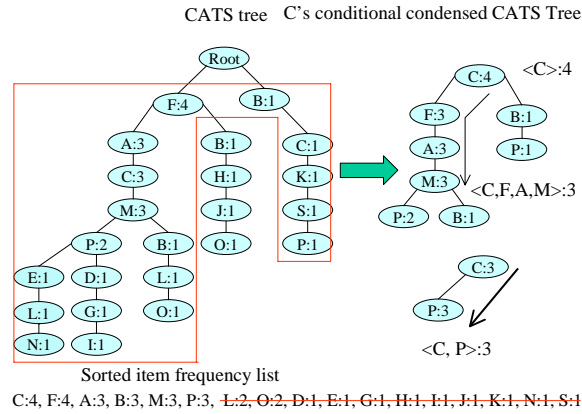 CATS tree
C's conditional condensed CATS Tree
Root
C:4
<C>:4
F:4
B:1
F:3
B:1
A:3
B:1
C:1
A:3
P:1
C:3
H:1
K:1
M:3
<C,F,A,M>:3
M:3
J:1
S:1
P:2
B:1
P:2
B:1
O:1
P:1
E:1
D:1
L:1
C:3
L:1
G:1
O:1
P:3
N:1
I:1
<C, P>:3
Sorted item frequency list
C:4, F:4, A:3, B:3, M:3, P:3, L:2, O:2, D:1, E:1, G:1, H:1, I:1, J:1, K:1, N:1, S:1